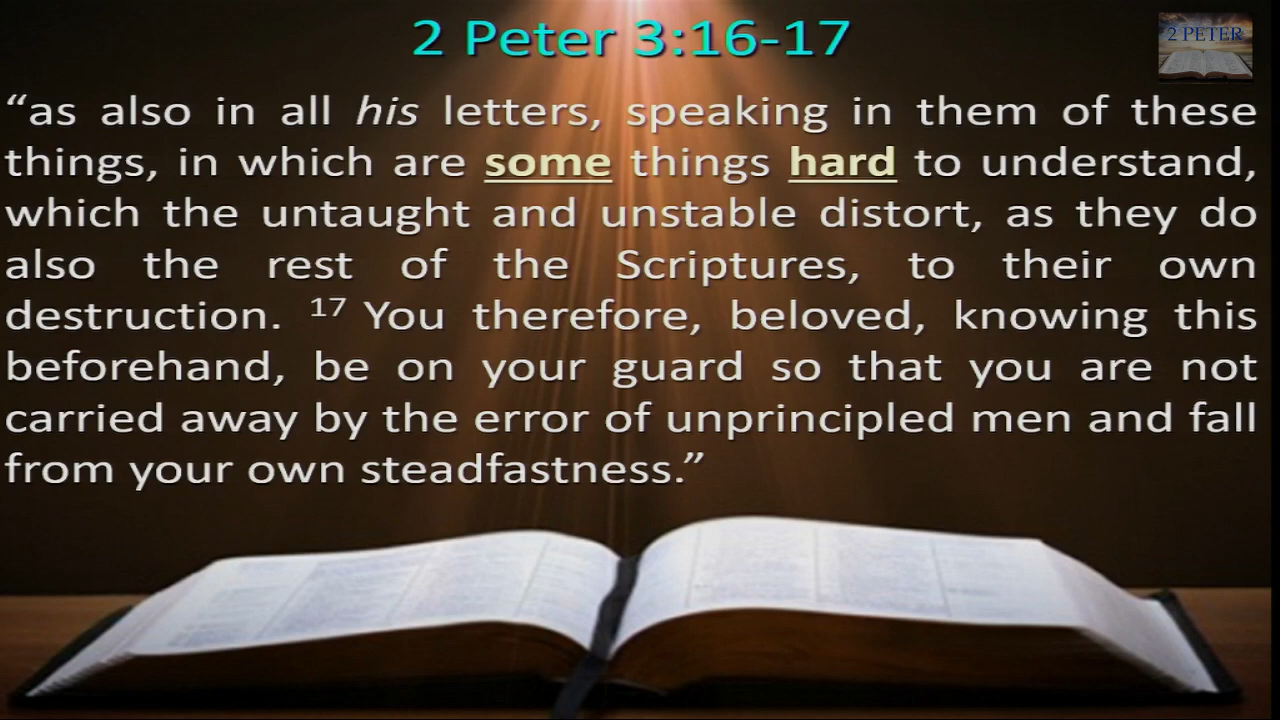 2 Peter 3:16-17
2 PETER
“as also in all his letters, speaking in them of these
things, in which are some things hard to understand,
which the untaught and unstable distort, as they do
also the rest of the Scriptures, to their own
destruction. 17 You therefore, beloved, knowing this
beforehand, be on your guard so that you are not
carried away by the error of unprincipled men and fall
from your own steadfastness.”